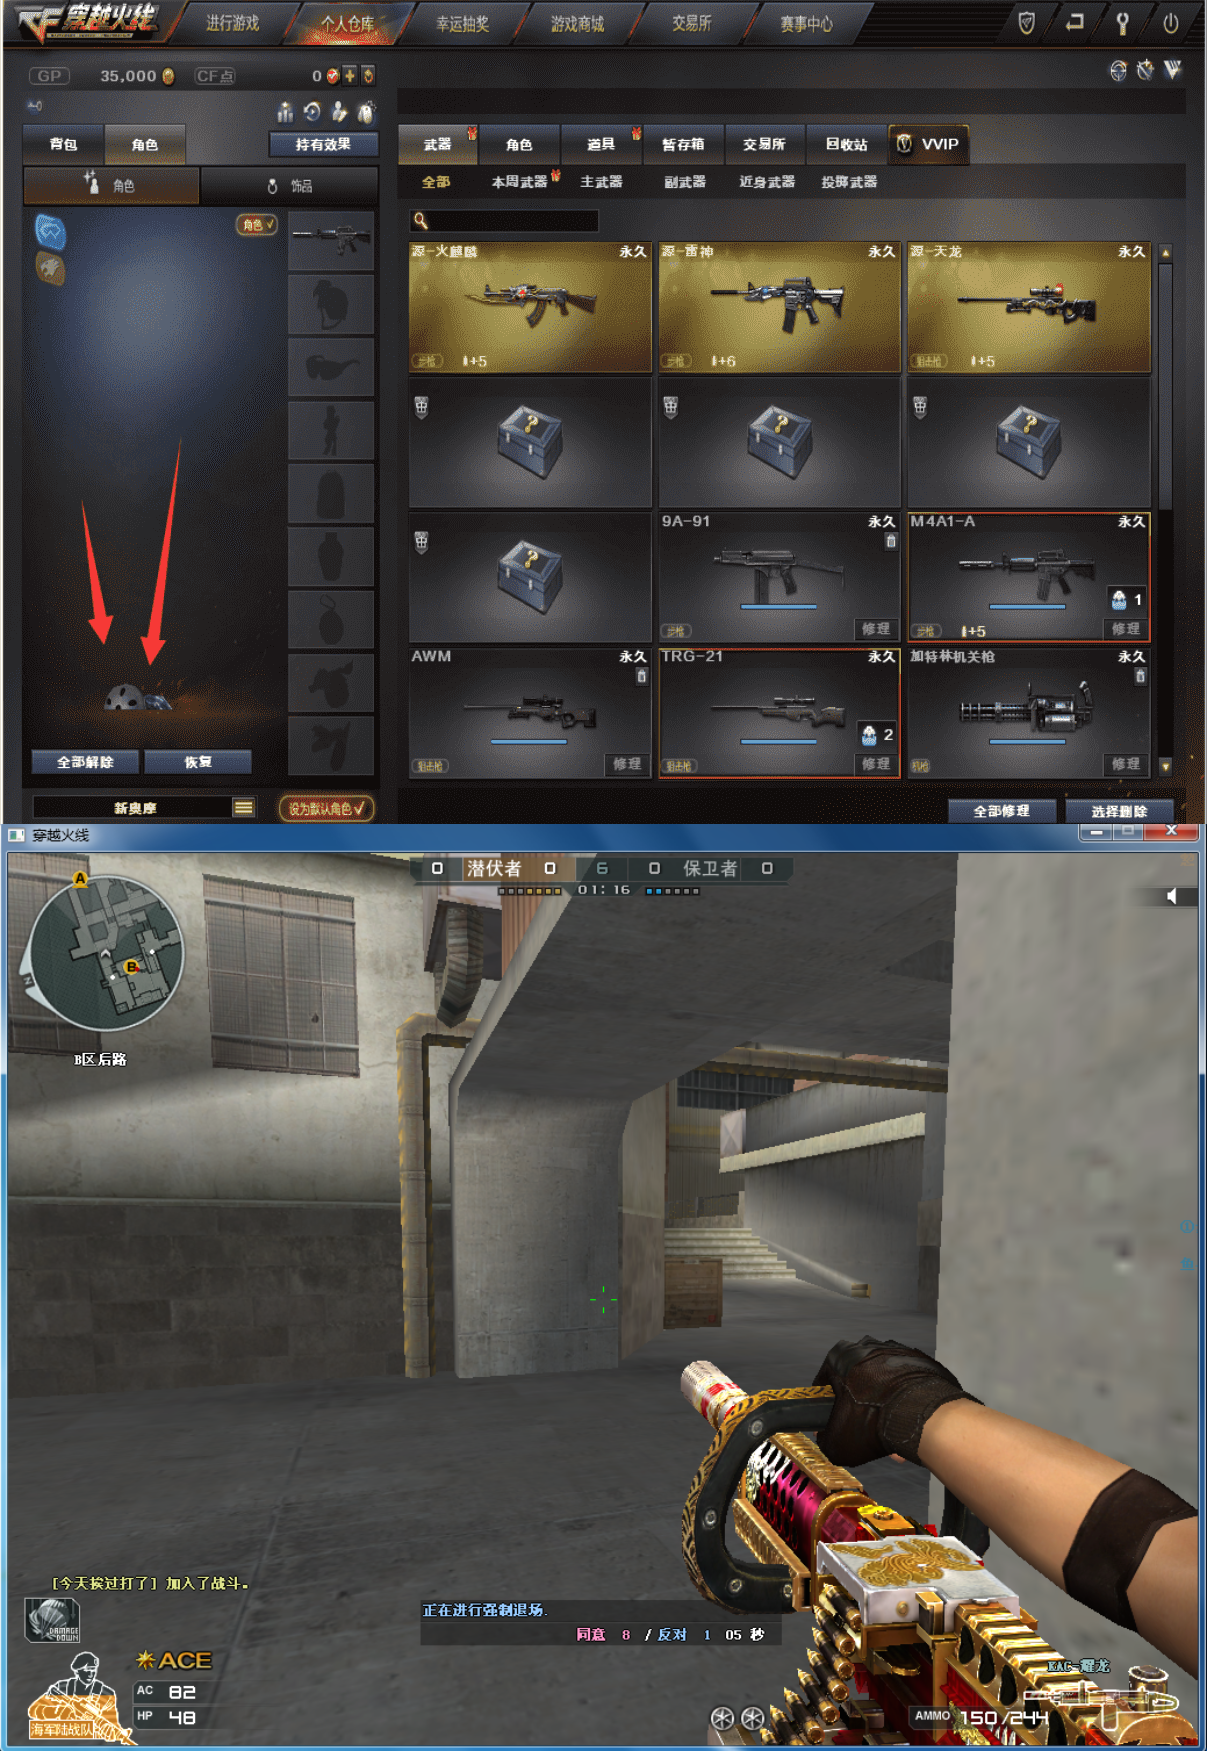 穿越火线
进行游戏 个人仓库 幸运抽奖 游戏商城 交易所 赛事中心
GP 35,000 CF点 0
背包 角色 持有效果
角色 饰品
角色
武器 角色 道具 暂存箱 交易所 回收站 VVIP
全部 本周武器 主武器 副武器 近身武器 投掷武器
源-火麒麟 永久 源-雷神 永久 源-天龙 永久
步枪 +5 步枪 +6 狙击枪 +5
9A-91 永久 M4A1-A 永久
1
步枪 修理 步枪 +5 修理
AWM 永久 TRG-21 永久 加特林机关枪 永久
2
狙击枪 修理 狙击枪 修理 机枪 修理
全部解除 恢复
新奥摩 设为默认角色
全部修理 选择删除
穿越火线
0 潜伏者 0 6 0 保卫者 0
01:16
A
B
N
B区后路
[今天挨过打了] 加入了战斗。
正在进行强制退场.
同意 8 / 反对 1 05 秒
DAMAGE DOWN
ACE
AC 82
HP 48
海军陆战队
KAC-耀龙
AMMO 150/244